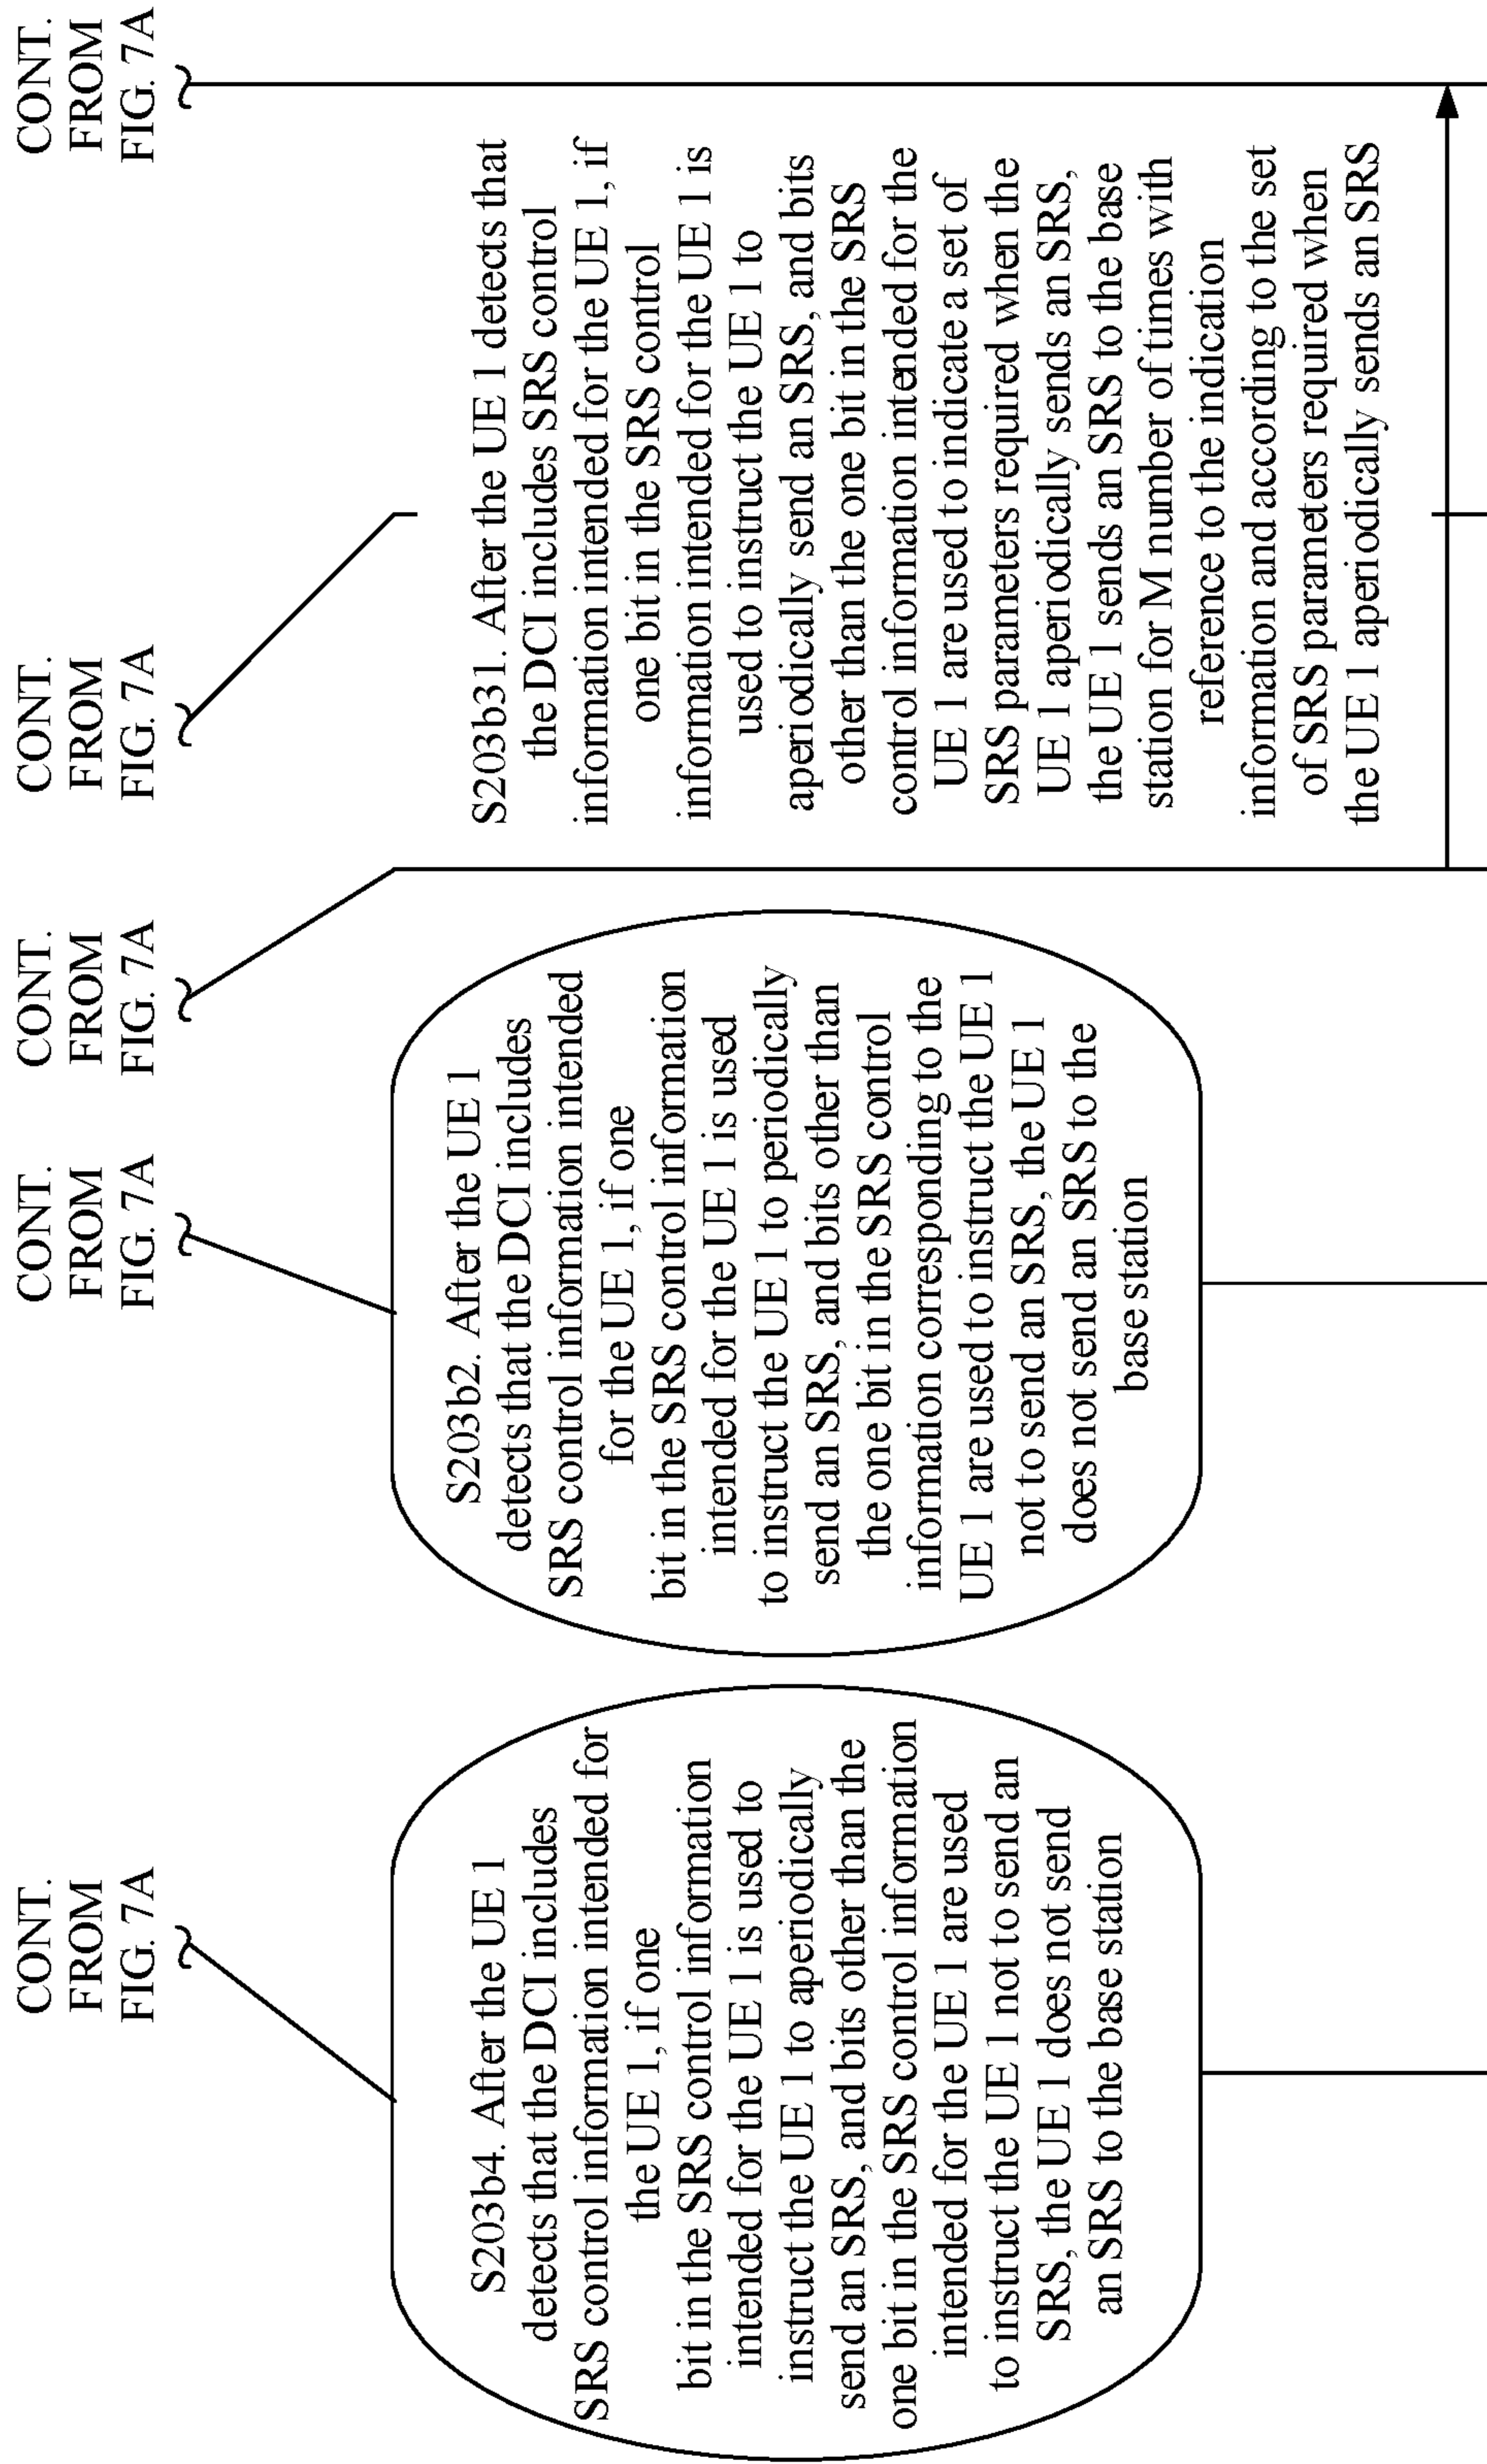 CONT.
FROM
FIG. 7A
CONT.
FROM
FIG. 7A
CONT.
FROM
FIG. 7A
CONT.
FROM
FIG. 7A
CONT.
FROM
FIG. 7A
S203b4. After the UE 1
detects that the DCI includes
SRS control information intended for
the UE 1, if one
bit in the SRS control information
intended for the UE 1 is used to
instruct the UE 1 to aperiodically
send an SRS, and bits other than the
one bit in the SRS control information
intended for the UE 1 are used
to instruct the UE 1 not to send an
SRS, the UE 1 does not send
an SRS to the base station
S203b2. After the UE 1
detects that the DCI includes
SRS control information intended
for the UE 1, if one
bit in the SRS control information
intended for the UE 1 is used
to instruct the UE 1 to periodically
send an SRS, and bits other than
the one bit in the SRS control
information corresponding to the
UE 1 are used to instruct the UE 1
not to send an SRS, the UE 1
does not send an SRS to the
base station
S203b31. After the UE 1 detects that
the DCI includes SRS control
information intended for the UE 1, if
one bit in the SRS control
information intended for the UE 1 is
used to instruct the UE 1 to
aperiodically send an SRS, and bits
other than the one bit in the SRS
control information intended for the
UE 1 are used to indicate a set of
SRS parameters required when the
UE 1 aperiodically sends an SRS,
the UE 1 sends an SRS to the base
station for M number of times with
reference to the indication
information and according to the set
of SRS parameters required when
the UE 1 aperiodically sends an SRS